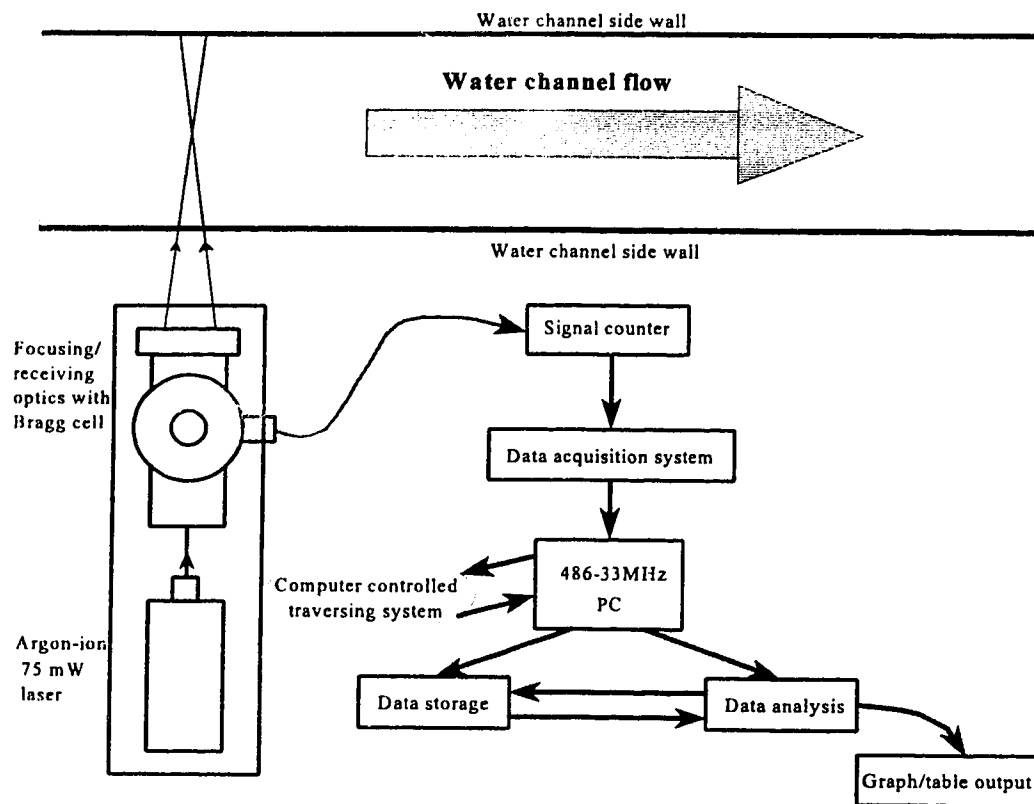 Water channel side wall
Water channel flow
Water channel side wall
Focusing/
receiving
optics with
Bragg cell
Signal counter
Data acquisition system
486-33MHz
PC
Computer controlled
traversing system
Argon-ion
75 mW
laser
Data storage
Data analysis
Graph/table output